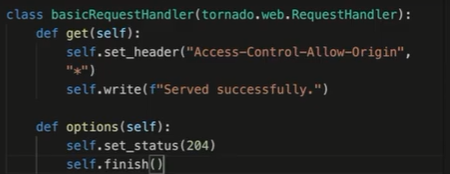 class basicRequestHandler(tornado.web.RequestHandler):
    def get(self):
        self.set_header("Access-Control-Allow-Origin",
        "*")
        self.write(f"Served successfully.")

    def options(self):
        self.set_status(204)
        self.finish()